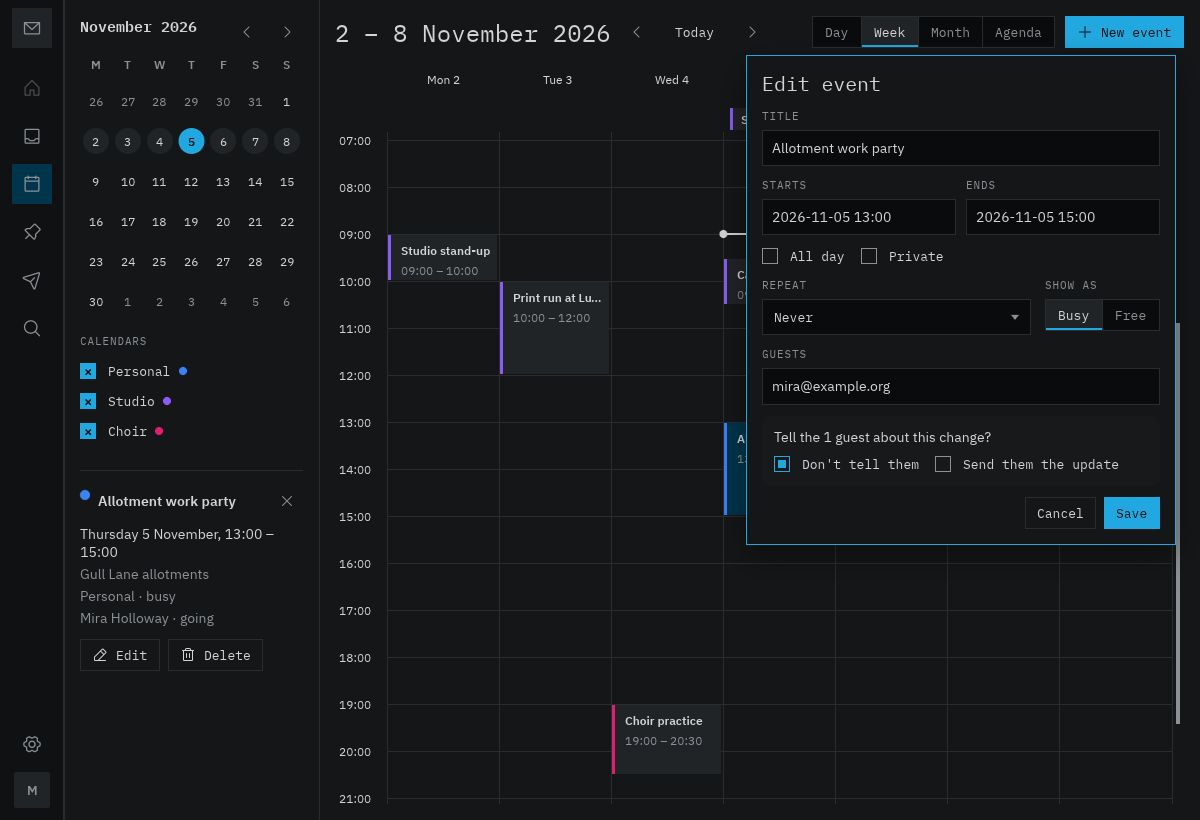 November 2026
M T W T F S S
26 27 28 29 30 31 1
2 3 4 5 6 7 8
9 10 11 12 13 14 15
16 17 18 19 20 21 22
23 24 25 26 27 28 29
30 1 2 3 4 5 6
CALENDARS
Personal
Studio
Choir
Allotment work party
Thursday 5 November, 13:00 –
15:00
Gull Lane allotments
Personal · busy
Mira Holloway · going
Edit Delete
M
2 – 8 November 2026
Today
Day Week Month Agenda
New event
Mon 2 Tue 3 Wed 4
07:00
08:00
09:00
10:00
11:00
12:00
13:00
14:00
15:00
16:00
17:00
18:00
19:00
20:00
21:00
Studio stand-up
09:00 – 10:00
Print run at Lu...
10:00 – 12:00
Choir practice
19:00 – 20:30
Edit event
TITLE
Allotment work party
STARTS ENDS
2026-11-05 13:00 2026-11-05 15:00
All day Private
REPEAT SHOW AS
Never Busy Free
GUESTS
mira@example.org
Tell the 1 guest about this change?
Don't tell them Send them the update
Cancel Save